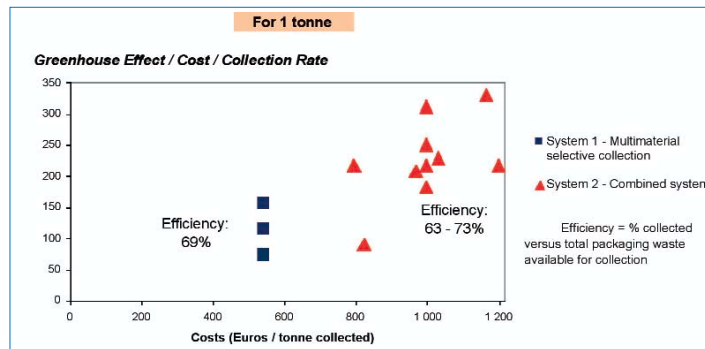 For 1 tonne
Greenhouse Effect / Cost / Collection Rate
350
300
250
200
150
100
50
0
0
200
400
600
800
1 000
1 200
Costs (Euros / tonne collected)
Efficiency:
69%
Efficiency:
63 - 73%
System 1 - Multimaterial
selective collection
System 2 - Combined system
Efficiency = % collected
versus total packaging waste
available for collection